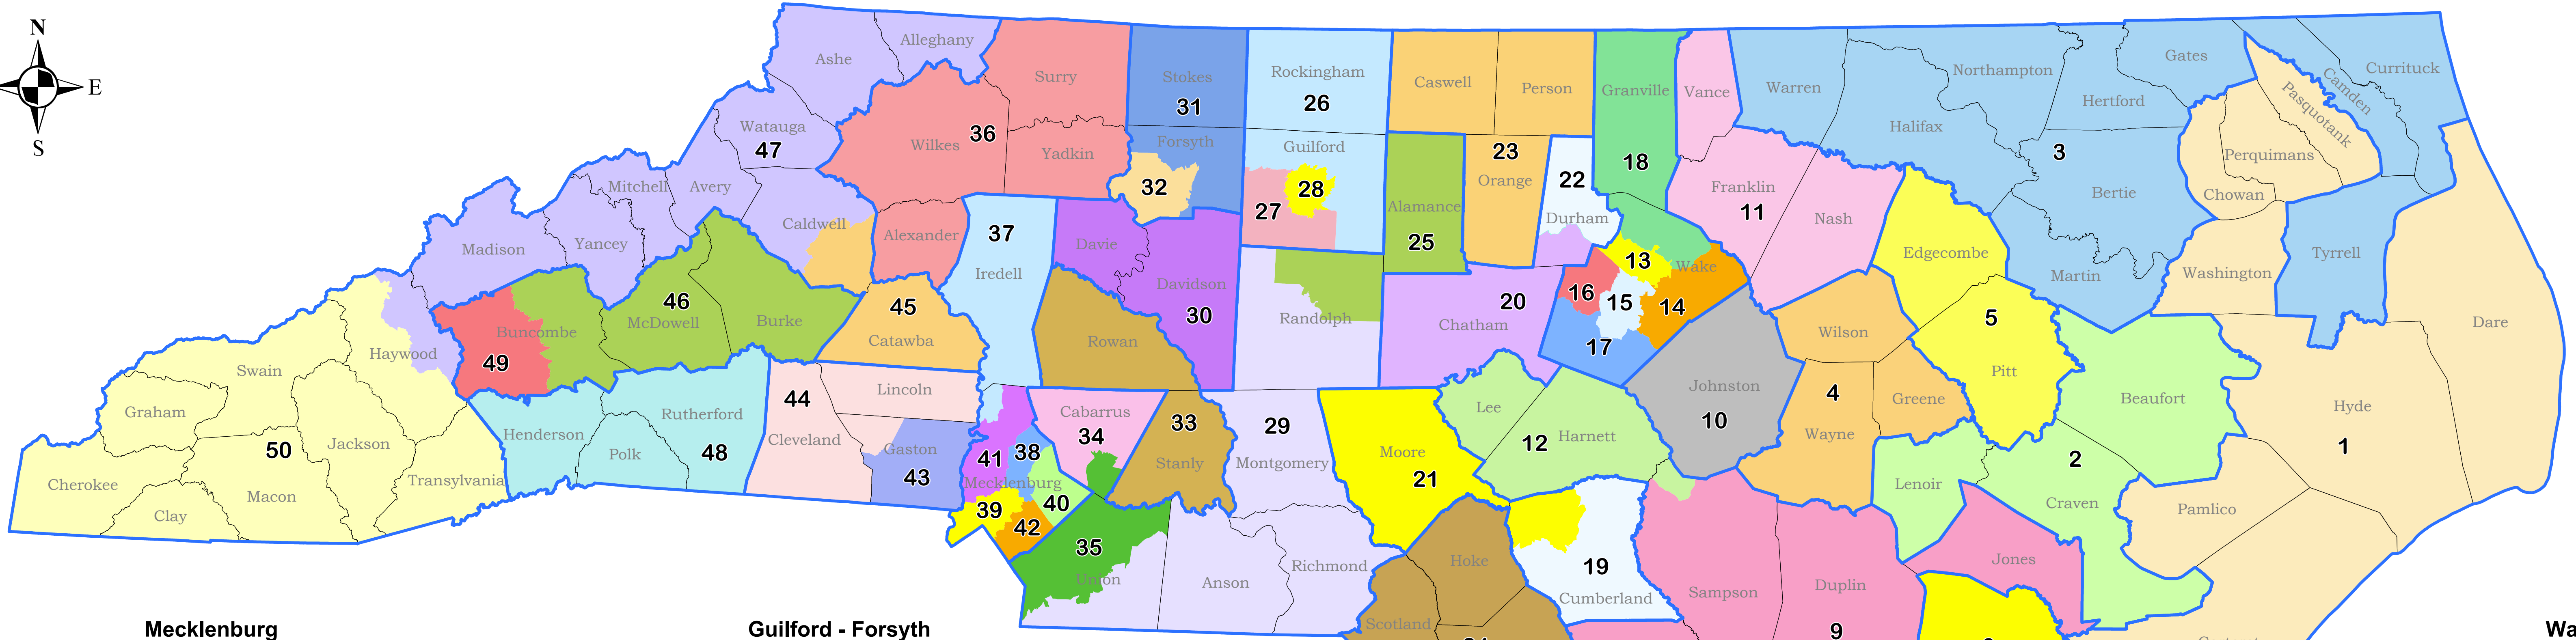 N
E
S
Ashe
Alleghany
Surry
Stokes
31
Rockingham
26
Caswell
Person
Granville
Vance
Warren
Northampton
Gates
Hertford
Camden
Currituck
Pasquotank
Watauga
47
Wilkes
36
Yadkin
Forsyth
32
Guilford
28
27
23
Orange
22
18
Halifax
3
Perquimans
Chowan
Mitchell
Avery
Caldwell
Alexander
37
Iredell
Davie
Davidson
30
Alamance
25
Durham
Franklin
11
Nash
Edgecombe
Bertie
Martin
Washington
Tyrrell
Dare
Madison
Yancey
46
McDowell
Burke
45
Catawba
Rowan
Randolph
20
Chatham
13
Wake
16
15
14
17
Wilson
5
Pitt
Beaufort
Hyde
1
Haywood
Buncombe
49
Swain
Graham
Jackson
50
Macon
Cherokee
Clay
Transylvania
Henderson
Polk
Rutherford
48
44
Cleveland
Lincoln
Gaston
43
41
38
Mecklenburg
40
39
42
Cabarrus
34
33
Stanly
29
Montgomery
Moore
21
Lee
12
Harnett
Johnston
10
4
Wayne
Greene
Lenoir
2
Craven
Pamlico
35
Union
Anson
Richmond
Hoke
Scotland
19
Cumberland
Sampson
Duplin
9
Jones
Mecklenburg
Guilford - Forsyth